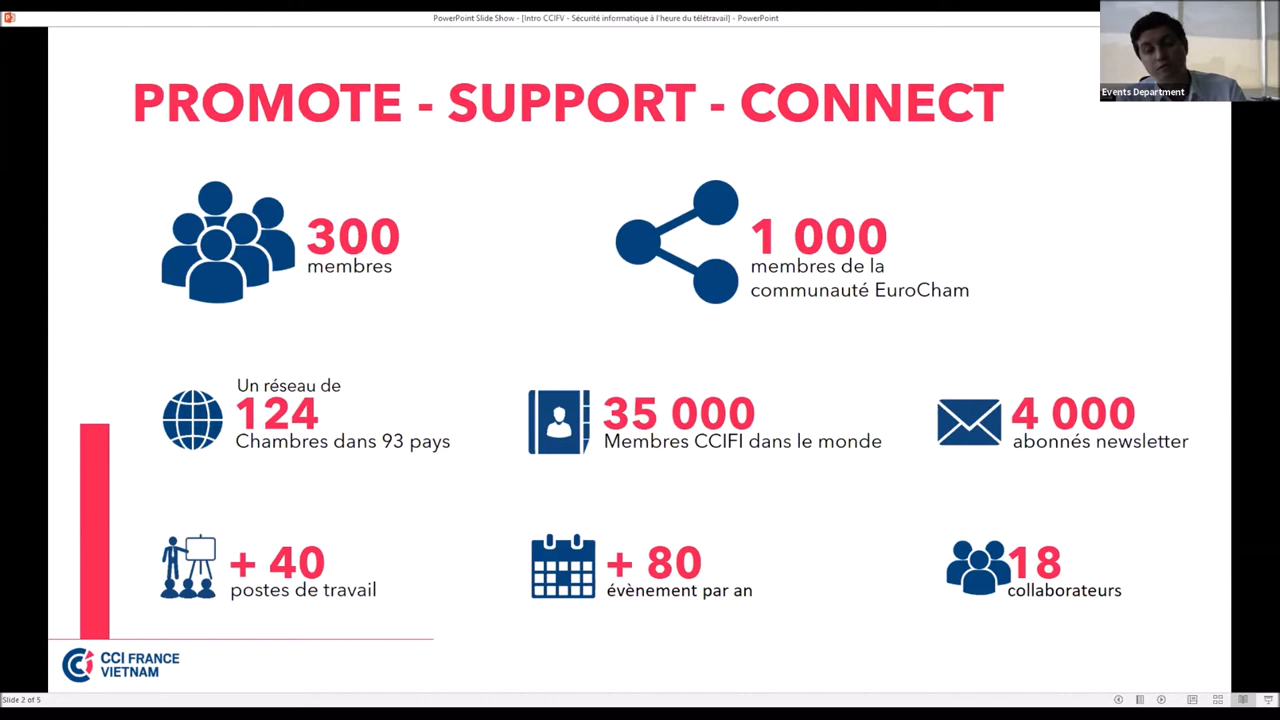 PowerPoint Slide Show - [Intro CCIFV - Sécurité informatique à l'heure du télétravail] - PowerPoint
Events Department
PROMOTE - SUPPORT - CONNECT
300
membres
1 000
membres de la
communauté EuroCham
Un réseau de
124
Chambres dans 93 pays
35 000
Membres CCIFI dans le monde
4 000
abonnés newsletter
+ 40
postes de travail
+ 80
évènement par an
18
collaborateurs
CCI FRANCE
VIETNAM
Slide 2 of 5